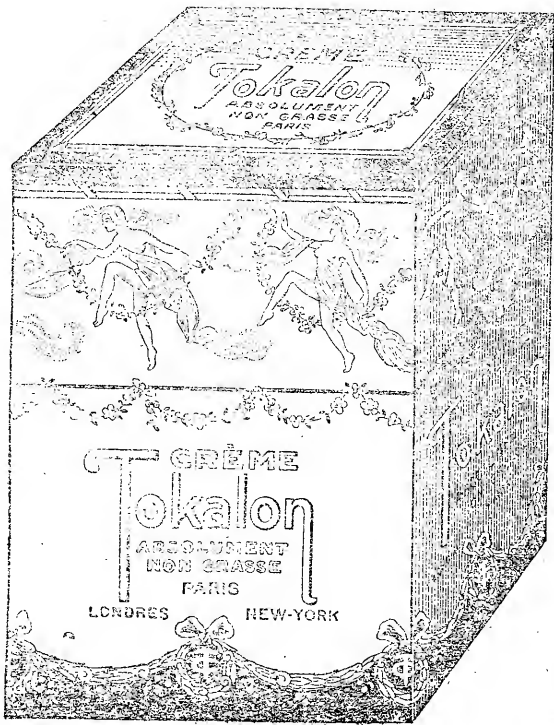 CRÈME
Tokalon
ABSOLUMENT
NON GRASSE
PARIS
CRÈME
Tokalon
ABSOLUMENT
NON GRASSE
PARIS
LONDRES NEW-YORK
Tokalon